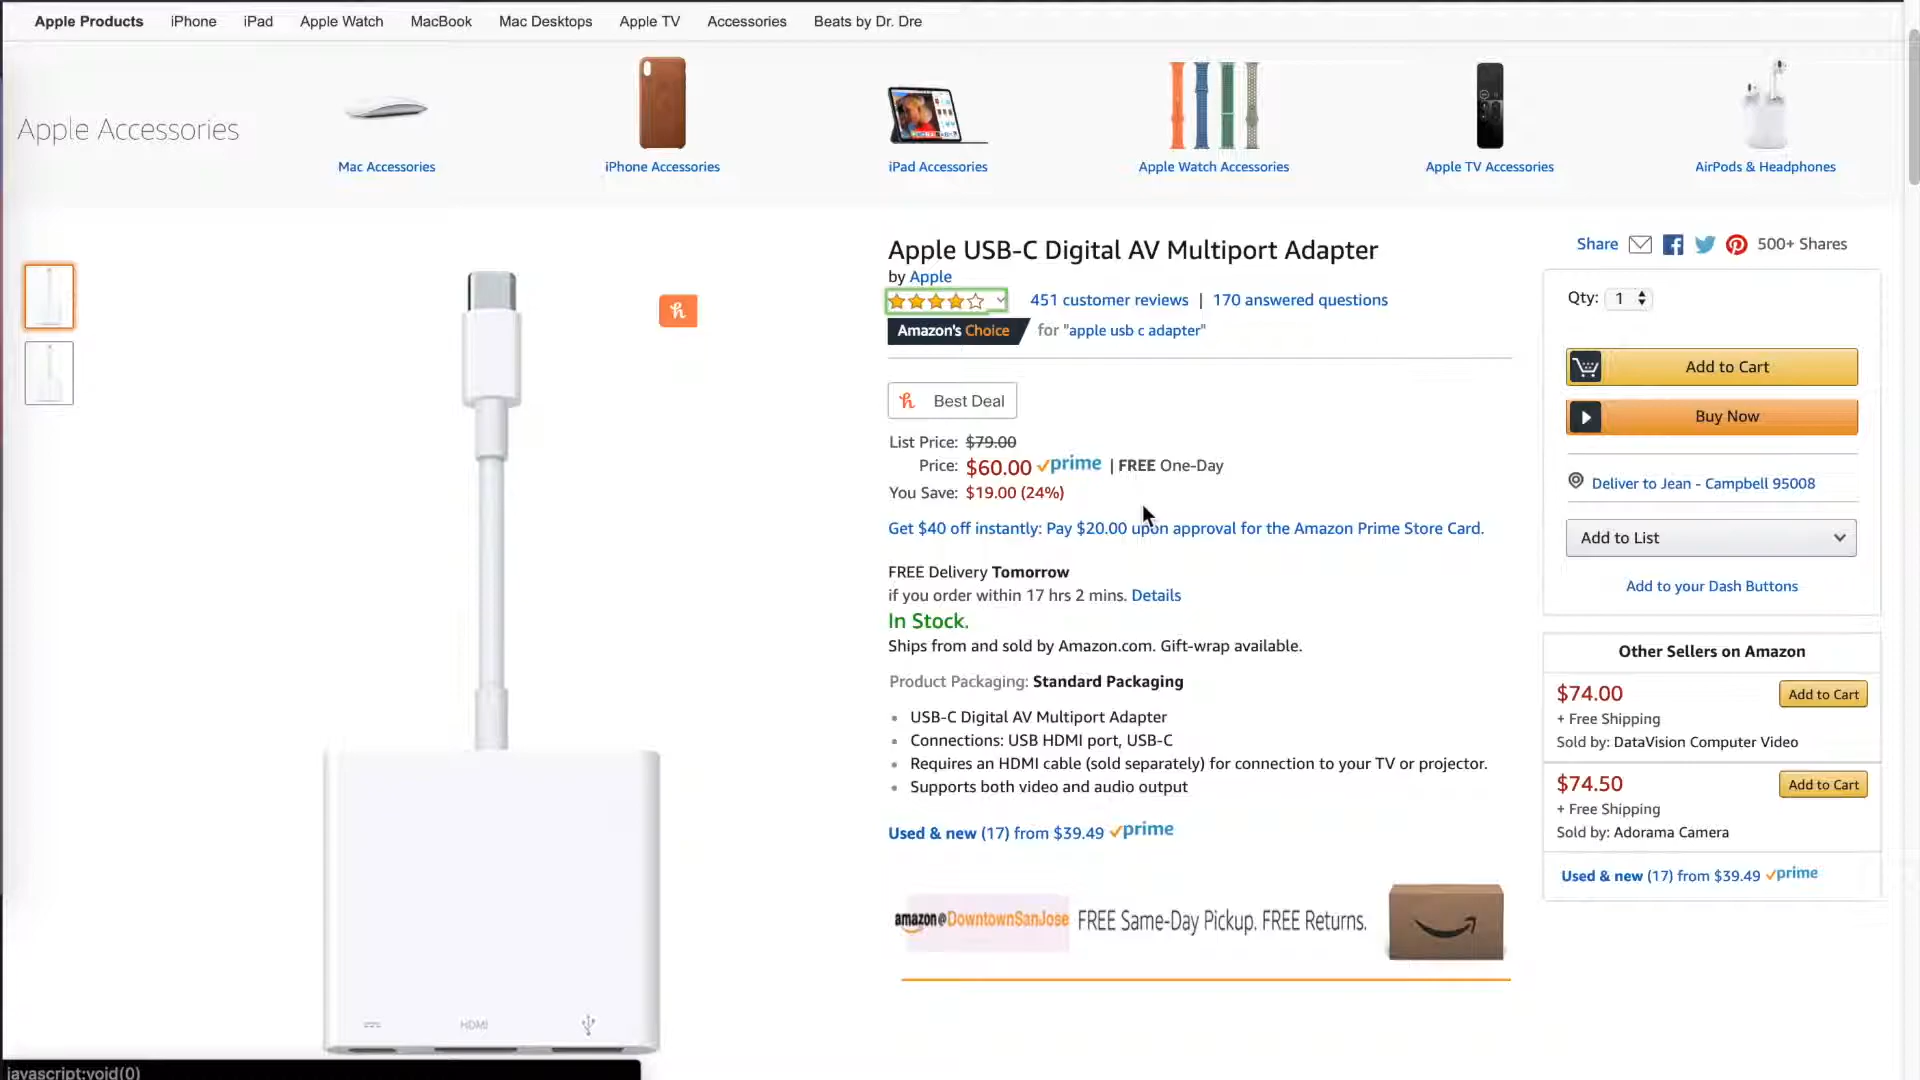 Apple Products iPhone iPad Apple Watch MacBook Mac Desktops Apple TV Accessories Beats by Dr. Dre
Apple Accessories
Mac Accessories iPhone Accessories iPad Accessories Apple Watch Accessories Apple TV Accessories AirPods & Headphones
Apple USB-C Digital AV Multiport Adapter
by Apple
451 customer reviews | 170 answered questions
Amazon's Choice for "apple usb c adapter"
h
h Best Deal
List Price: $79.00
Price: $60.00 prime | FREE One-Day
You Save: $19.00 (24%)
Get $40 off instantly: Pay $20.00 upon approval for the Amazon Prime Store Card.
FREE Delivery Tomorrow
if you order within 17 hrs 2 mins. Details
In Stock.
Ships from and sold by Amazon.com. Gift-wrap available.
Product Packaging: Standard Packaging
USB-C Digital AV Multiport Adapter
Connections: USB HDMI port, USB-C
Requires an HDMI cable (sold separately) for connection to your TV or projector.
Supports both video and audio output
Used & new (17) from $39.49 prime
amazon@DowntownSanJose FREE Same-Day Pickup. FREE Returns.
Share 500+ Shares
Qty: 1
Add to Cart
Buy Now
Deliver to Jean - Campbell 95008
Add to List
Add to your Dash Buttons
Other Sellers on Amazon
$74.00 Add to Cart
+ Free Shipping
Sold by: DataVision Computer Video
$74.50 Add to Cart
+ Free Shipping
Sold by: Adorama Camera
Used & new (17) from $39.49 prime
HDMI
javascript:void(0)